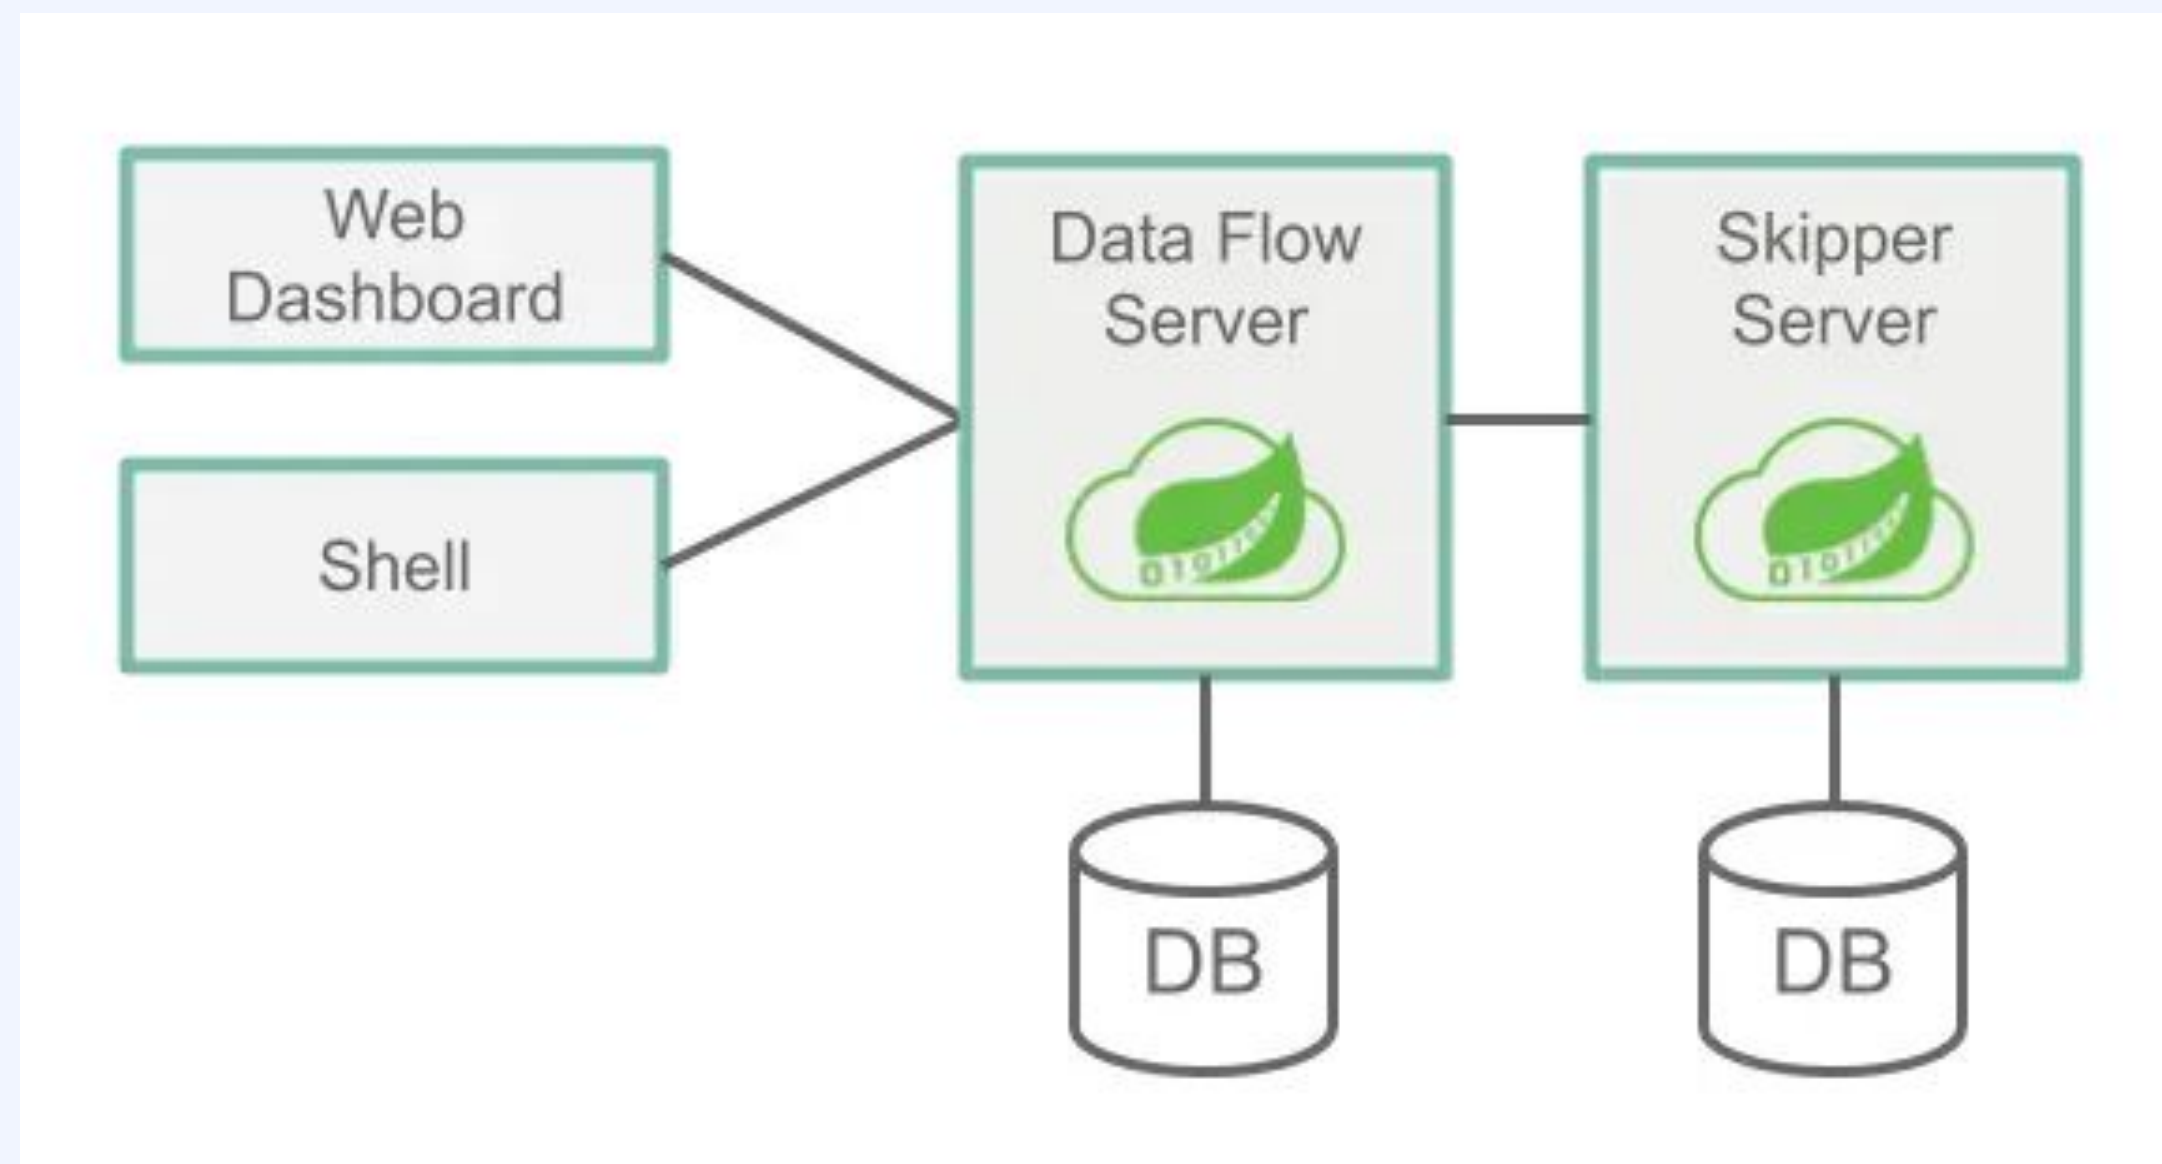 Web
Dashboard
Shell
Data Flow
Server
Skipper
Server
DB
DB